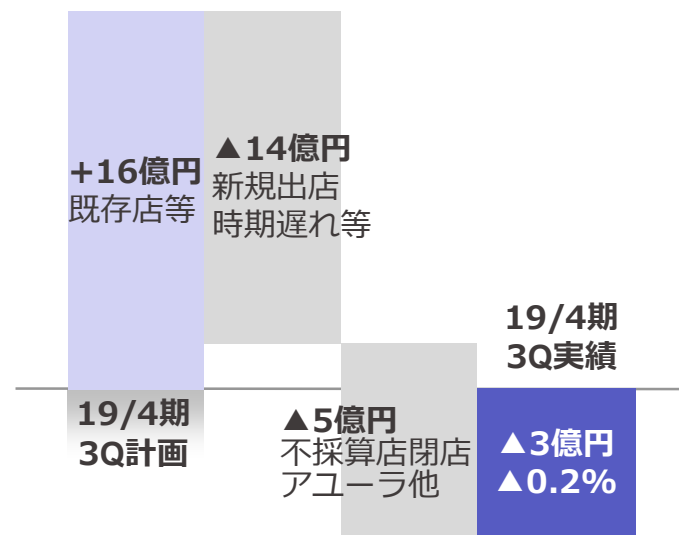 +16億円
既存店等
▲14億円
新規出店
時期遅れ等
19/4期
3Q実績
19/4期
3Q計画
▲5億円
不採算店閉店
アユーラ他
▲3億円
▲0.2%